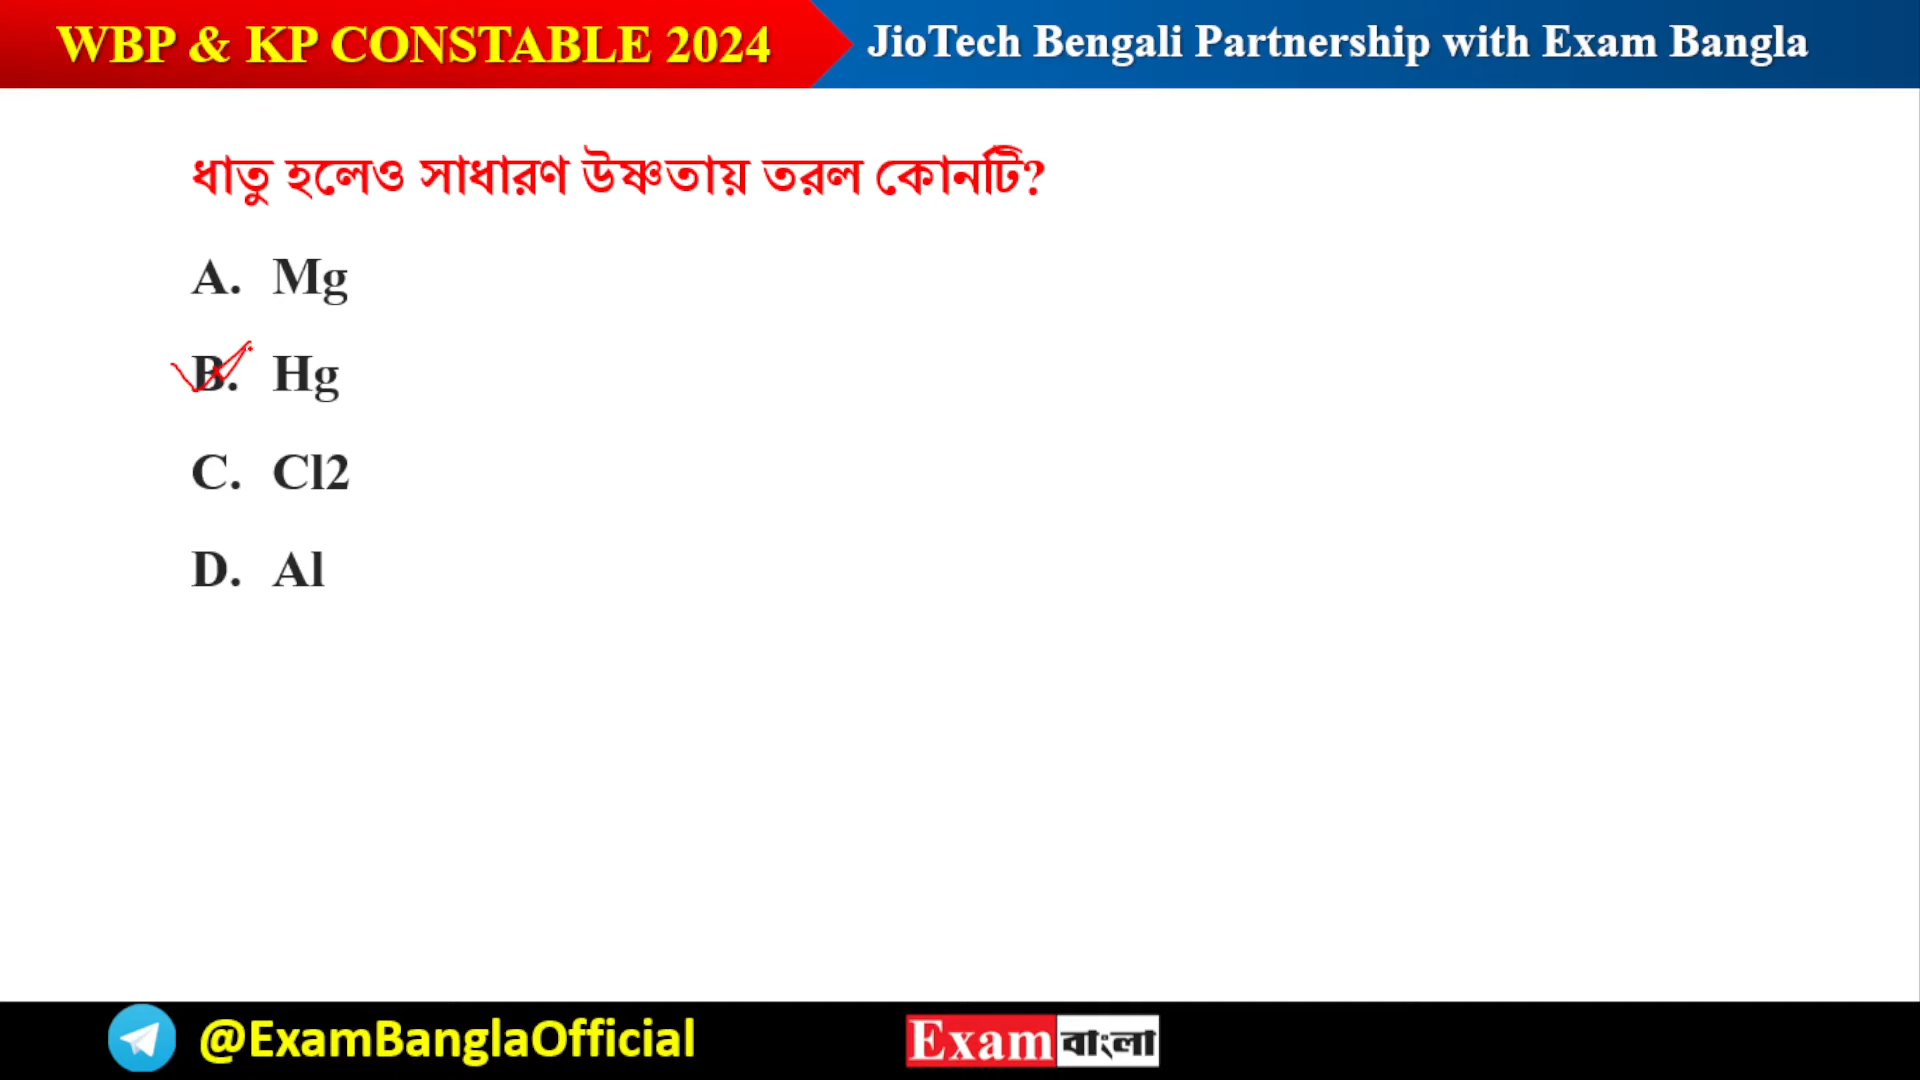 WBP & KP CONSTABLE 2024
JioTech Bengali Partnership with Exam Bangla
ধাতু হলেও সাধারণ উষ্ণতায় তরল কোনটি?
A. Mg
B. Hg
C. Cl2
D. Al
@ExamBanglaOfficial
Exam বাংলা